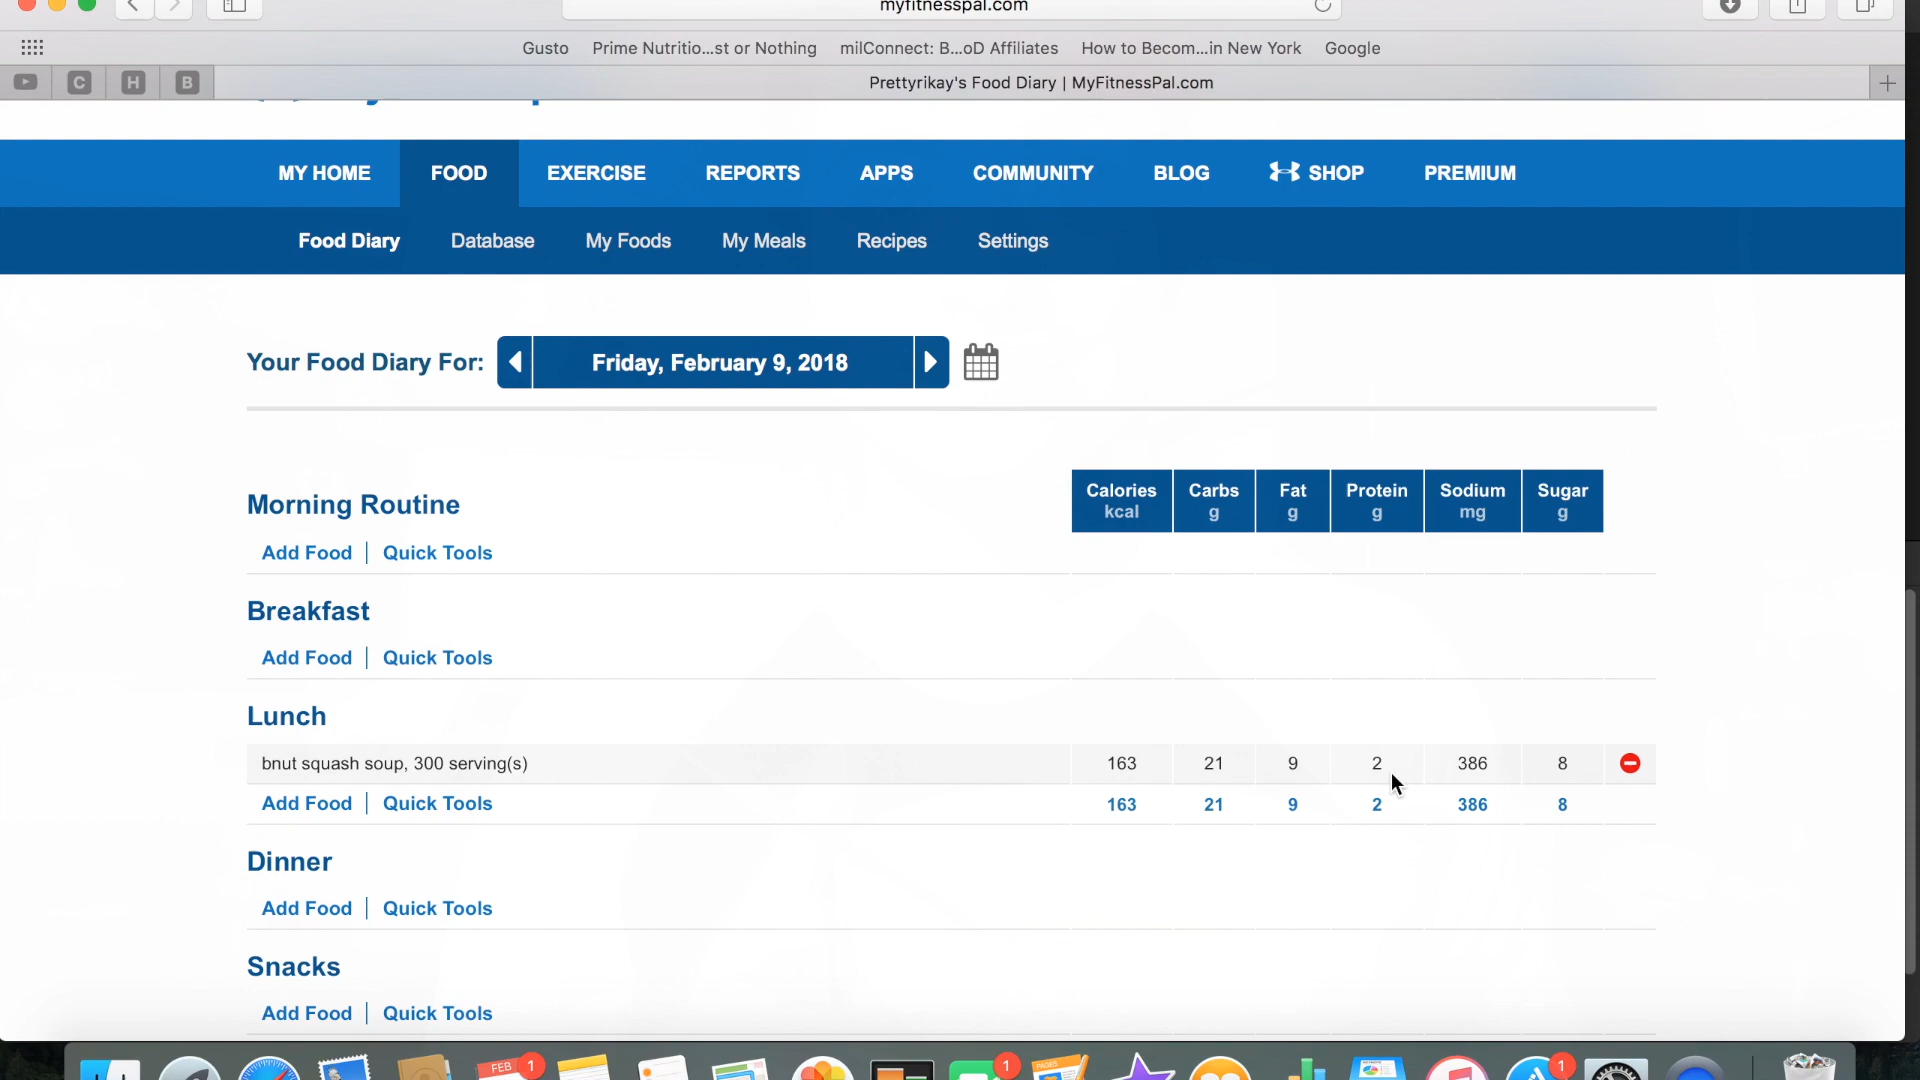 myfitnesspal.com
Gusto Prime Nutritio...st or Nothing milConnect: B...oD Affiliates How to Becom...in New York Google
C H B Prettyrikay's Food Diary | MyFitnessPal.com
MY HOME FOOD EXERCISE REPORTS APPS COMMUNITY BLOG SHOP PREMIUM
Food Diary Database My Foods My Meals Recipes Settings
Your Food Diary For: Friday, February 9, 2018
Calories Carbs Fat Protein Sodium Sugar
Morning Routine kcal g g g mg g
Add Food | Quick Tools
Breakfast
Add Food | Quick Tools
Lunch
bnut squash soup, 300 serving(s) 163 21 9 2 386 8
Add Food | Quick Tools 163 21 9 2 386 8
Dinner
Add Food | Quick Tools
Snacks
Add Food | Quick Tools
FEB 1 1 PAGES 1